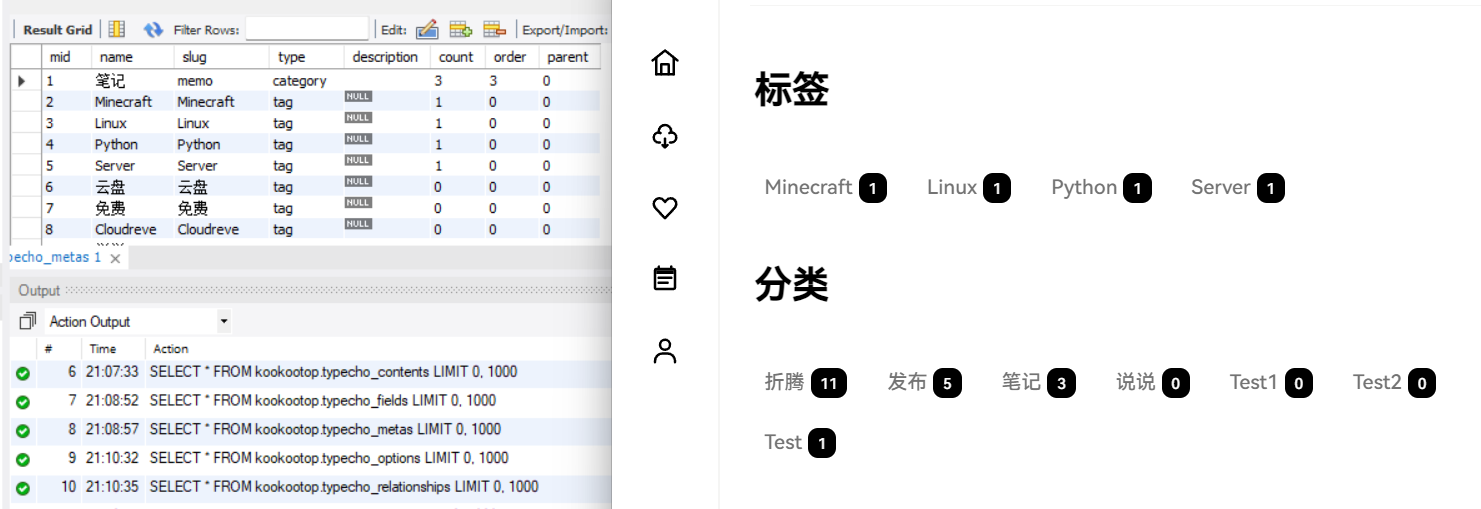 Result Grid Filter Rows: Edit: Export/Import:
mid name slug type description count order parent
1 笔记 memo category 3 3 0
2 Minecraft Minecraft tag NULL 1 0 0
3 Linux Linux tag NULL 1 0 0
4 Python Python tag NULL 1 0 0
5 Server Server tag NULL 1 0 0
6 云盘 云盘 tag NULL 0 0 0
7 免费 免费 tag NULL 0 0 0
8 Cloudreve Cloudreve tag NULL 0 0 0
pecho_metas 1
Output
Action Output
# Time Action
6 21:07:33 SELECT * FROM kookootop.typecho_contents LIMIT 0, 1000
7 21:08:52 SELECT * FROM kookootop.typecho_fields LIMIT 0, 1000
8 21:08:57 SELECT * FROM kookootop.typecho_metas LIMIT 0, 1000
9 21:10:32 SELECT * FROM kookootop.typecho_options LIMIT 0, 1000
10 21:10:35 SELECT * FROM kookootop.typecho_relationships LIMIT 0, 1000
标签
Minecraft 1 Linux 1 Python 1 Server 1
分类
折腾 11 发布 5 笔记 3 说说 0 Test1 0 Test2 0
Test 1